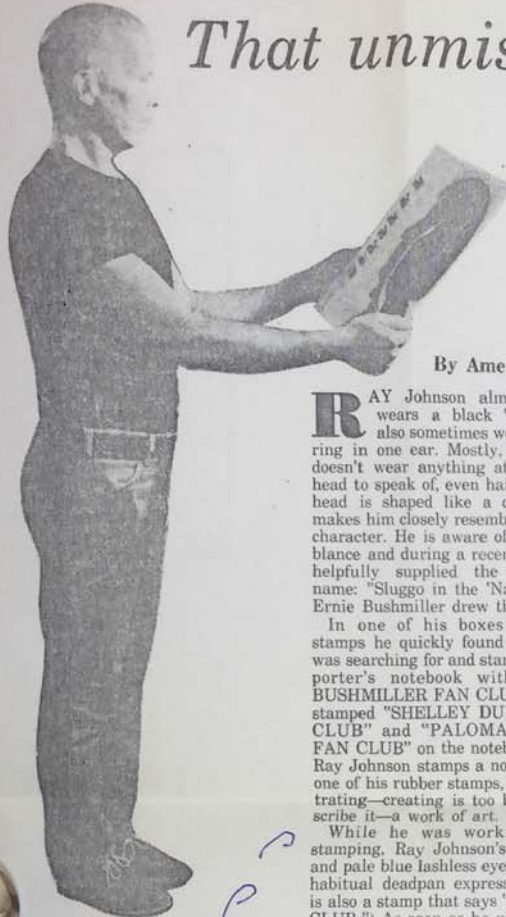 That unmis
By Ame
RAY Johnson alm
wears a black
also sometimes w
ring in one ear. Mostly,
doesn't wear anything at
head to speak of, even hai
head is shaped like a
makes him closely resemb
character. He is aware of
blance and during a recen
helpfully supplied the
name: "Sluggo in the 'Na
Ernie Bushmiller drew th
In one of his boxes
stamps he quickly found
was searching for and stam
porter's notebook with
BUSHMILLER FAN CLU
stamped "SHELLEY DU
CLUB" and "PALOMA
FAN CLUB" on the noteb
Ray Johnson stamps a no
one of his rubber stamps,
trating—creating is too b
scribe it—a work of art.
While he was work
stamping, Ray Johnson's
and pale blue lashless eye
habitual deadpan express
is also a stamp that says